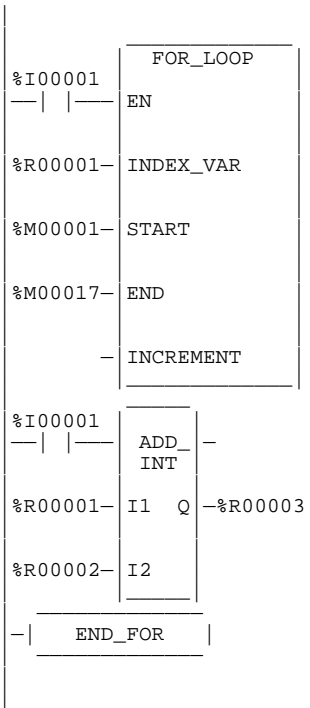 FOR_LOOP
%I00001
EN
%R00001 INDEX_VAR
%M00001 START
%M00017 END
INCREMENT
%I00001
ADD_
INT
%R00001 I1 Q %R00003
%R00002 I2
END_FOR